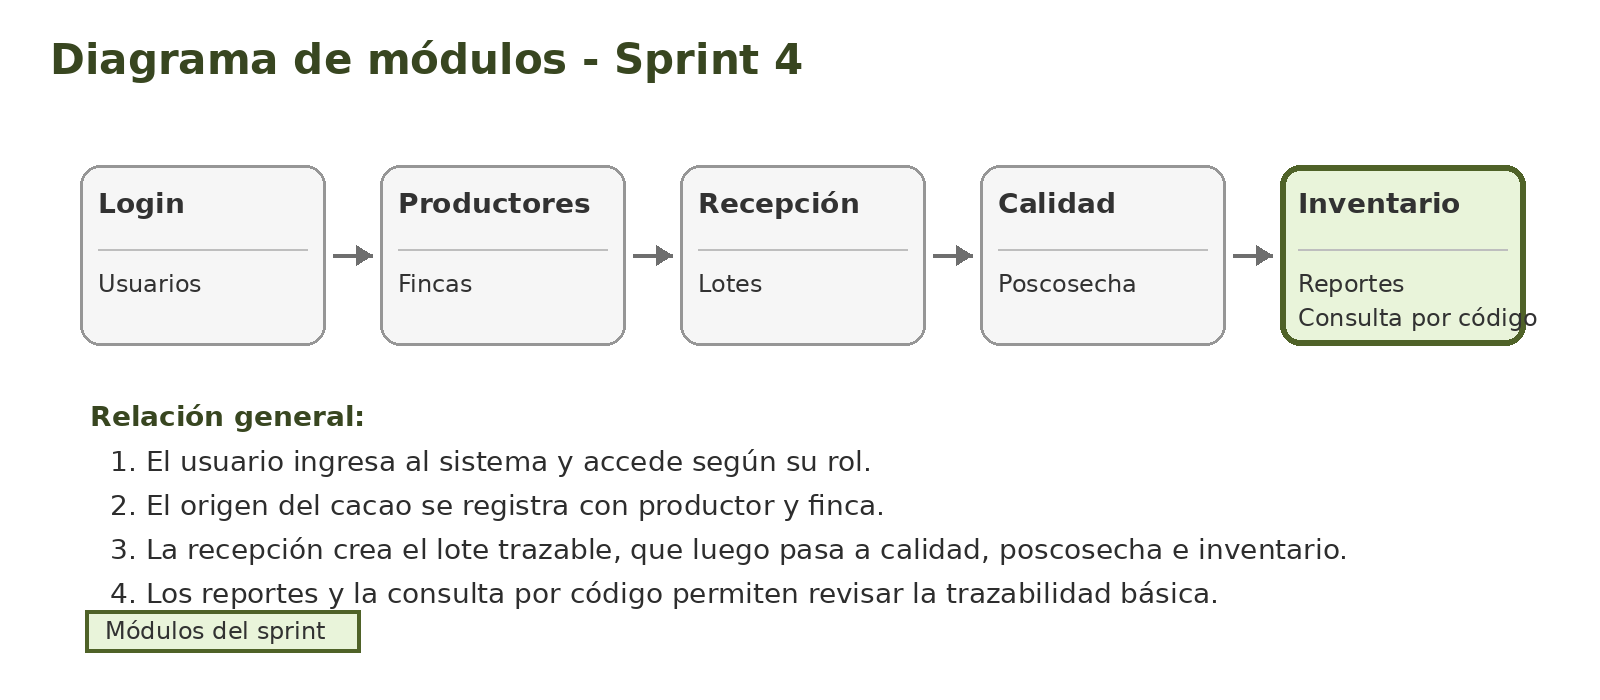 Diagrama de módulos - Sprint 4
Login
Usuarios
Productores
Fincas
Recepción
Lotes
Calidad
Poscosecha
Inventario
Reportes
Consulta por código
Relación general:
1. El usuario ingresa al sistema y accede según su rol.
2. El origen del cacao se registra con productor y finca.
3. La recepción crea el lote trazable, que luego pasa a calidad, poscosecha e inventario.
4. Los reportes y la consulta por código permiten revisar la trazabilidad básica.
Módulos del sprint